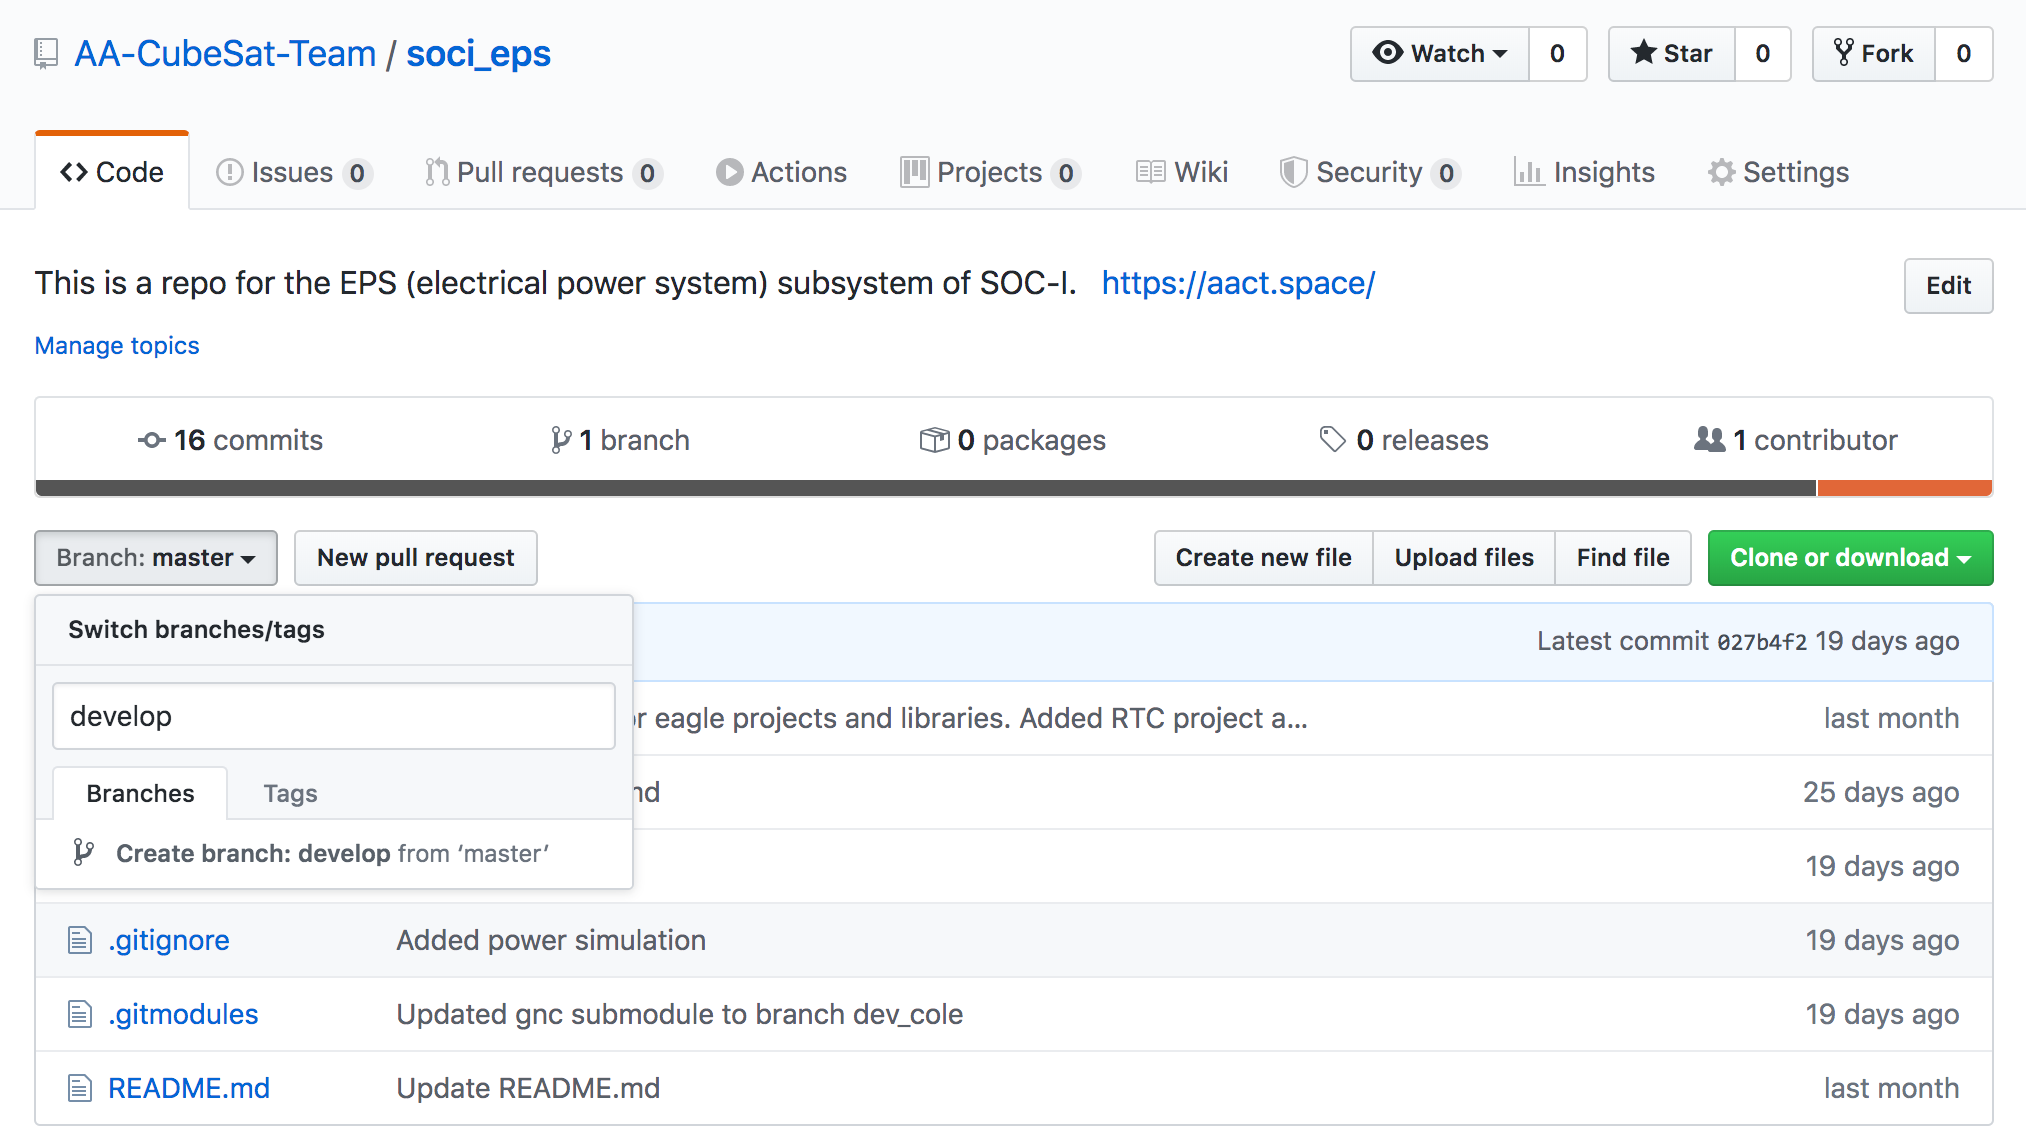 AA-CubeSat-Team / soci_eps
Watch 0 Star 0 Fork 0
Code Issues 0 Pull requests 0 Actions Projects 0 Wiki Security 0 Insights Settings
This is a repo for the EPS (electrical power system) subsystem of SOC-I. https://aact.space/
Edit
Manage topics
16 commits 1 branch 0 packages 0 releases 1 contributor
Branch: master New pull request Create new file Upload files Find file Clone or download
Switch branches/tags
Latest commit 027b4f2 19 days ago
develop
eagle projects and libraries. Added RTC project a... last month
Branches Tags
25 days ago
Create branch: develop from ‘master’
19 days ago
.gitignore Added power simulation 19 days ago
.gitmodules Updated gnc submodule to branch dev_cole 19 days ago
README.md Update README.md last month